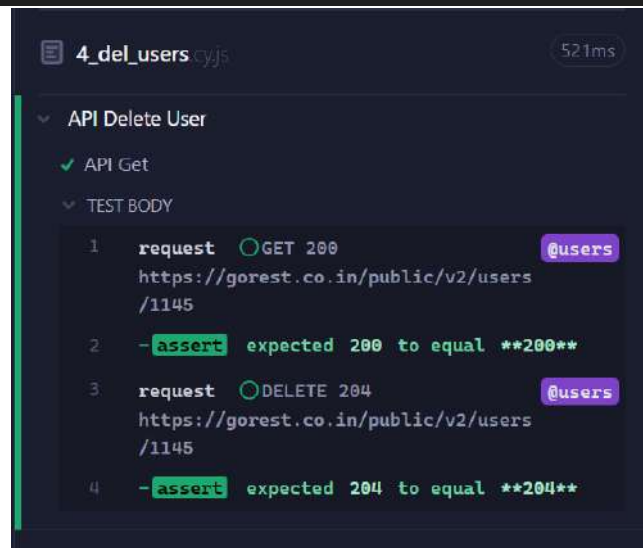 4_del_users.cy.js
521ms
API Delete User
API Get
TEST BODY
1 request GET 200 @users
https://gorest.co.in/public/v2/users
/1145
2 -assert expected 200 to equal **200**
3 request DELETE 204 @users
https://gorest.co.in/public/v2/users
/1145
4 -assert expected 204 to equal **204**